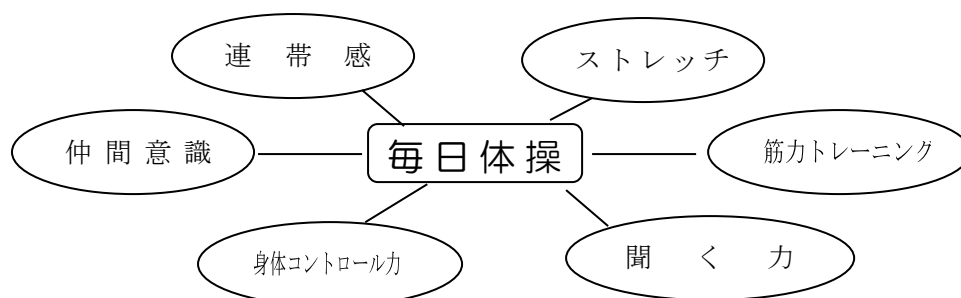 連帯感
ストレッチ
仲間意識
毎日体操
筋力トレーニング
身体コントロール力
聞く力